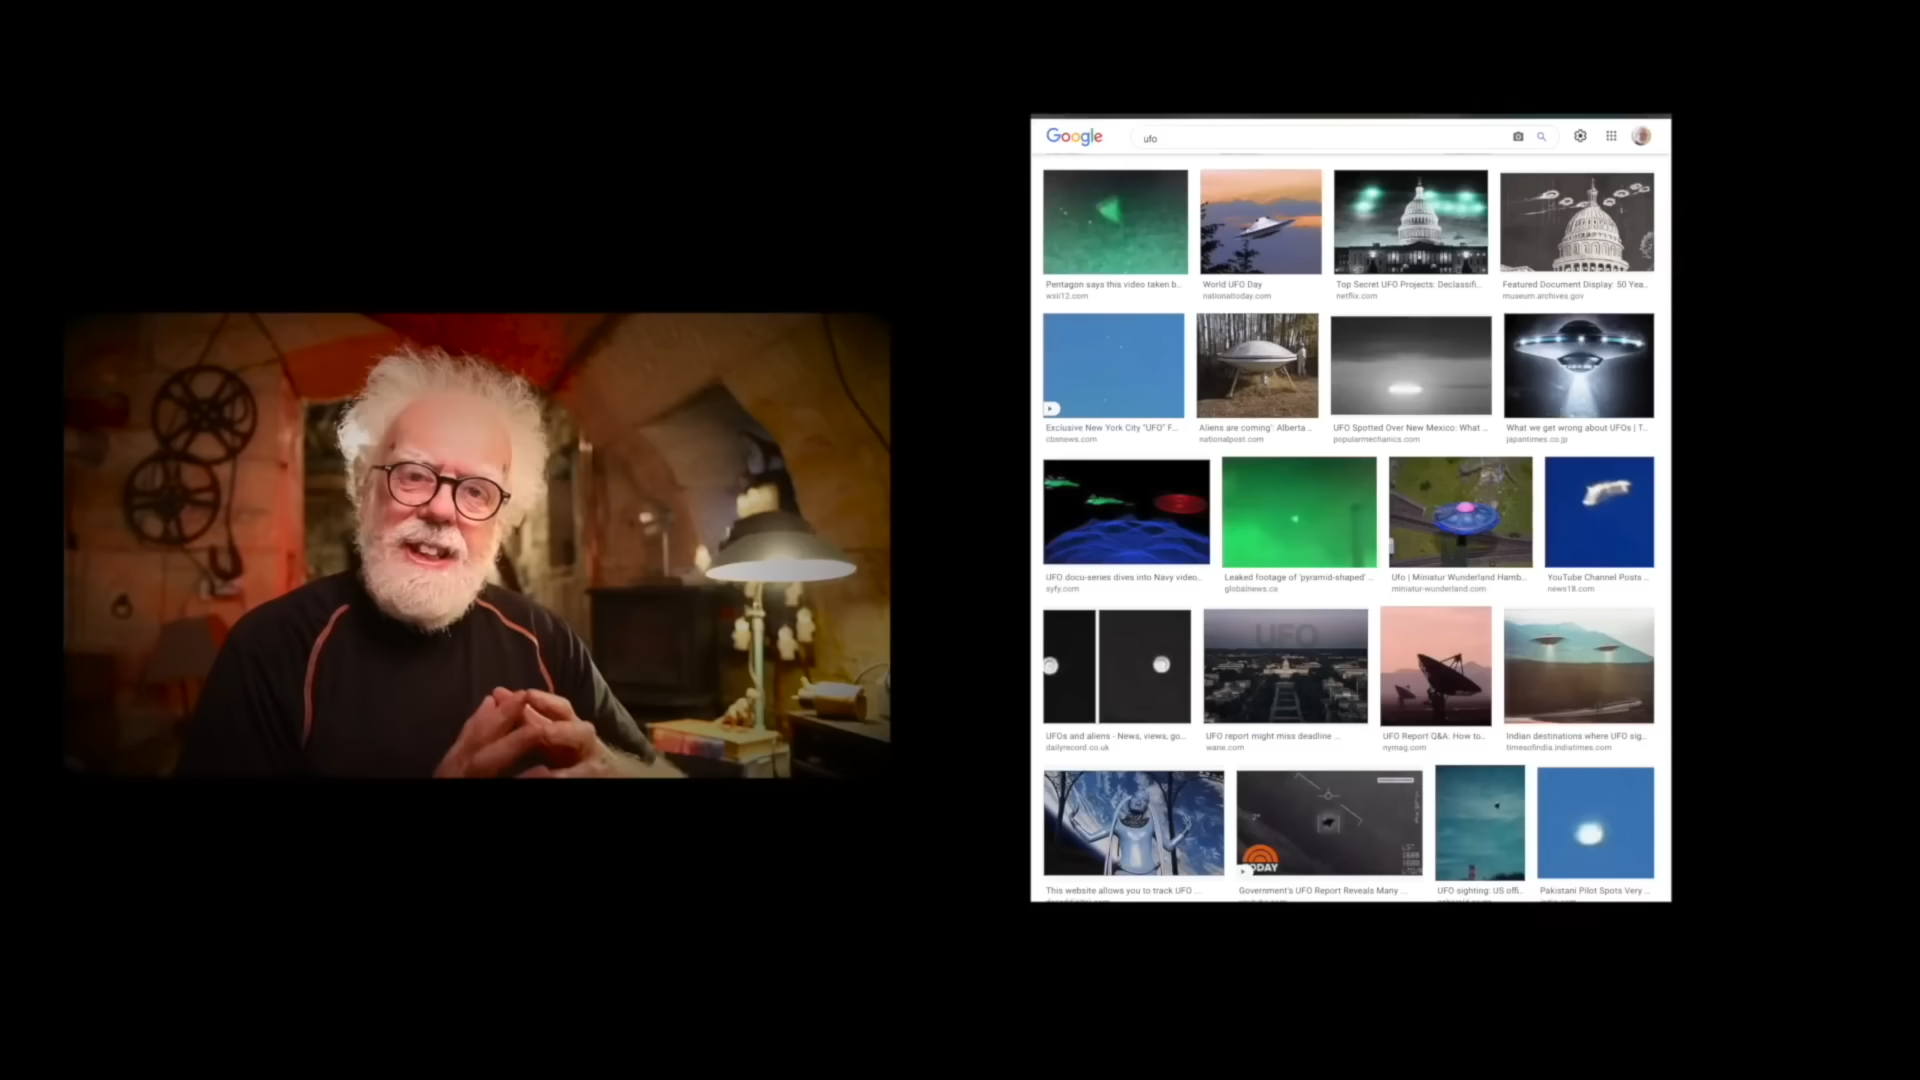 Google
ufo
Pentagon says this video taken b...
wsli12.com
World UFO Day
nationaltoday.com
Top Secret UFO Projects: Declassifi...
netflix.com
Featured Document Display: 50 Yea...
museum.archives.gov
Exclusive New York City "UFO" F...
cbsnews.com
Aliens are coming': Alberta ...
nationalpost.com
UFO Spotted Over New Mexico: What ...
popularmechanics.com
What we get wrong about UFOs | T...
japantimes.co.jp
UFO docu-series dives into Navy video...
syfy.com
Leaked footage of 'pyramid-shaped' ...
globalnews.ca
Ufo | Miniatur Wunderland Hamb...
miniatur-wunderland.com
YouTube Channel Posts ...
news18.com
UFO
UFOs and aliens - News, views, go...
dailyrecord.co.uk
UFO report might miss deadline ...
wane.com
UFO Report Q&A: How to...
nymag.com
Indian destinations where UFO sig...
timesofindia.indiatimes.com
TODAY
This website allows you to track UFO ...
Government's UFO Report Reveals Many ...
UFO sighting: US offi...
Pakistani Pilot Spots Very ...